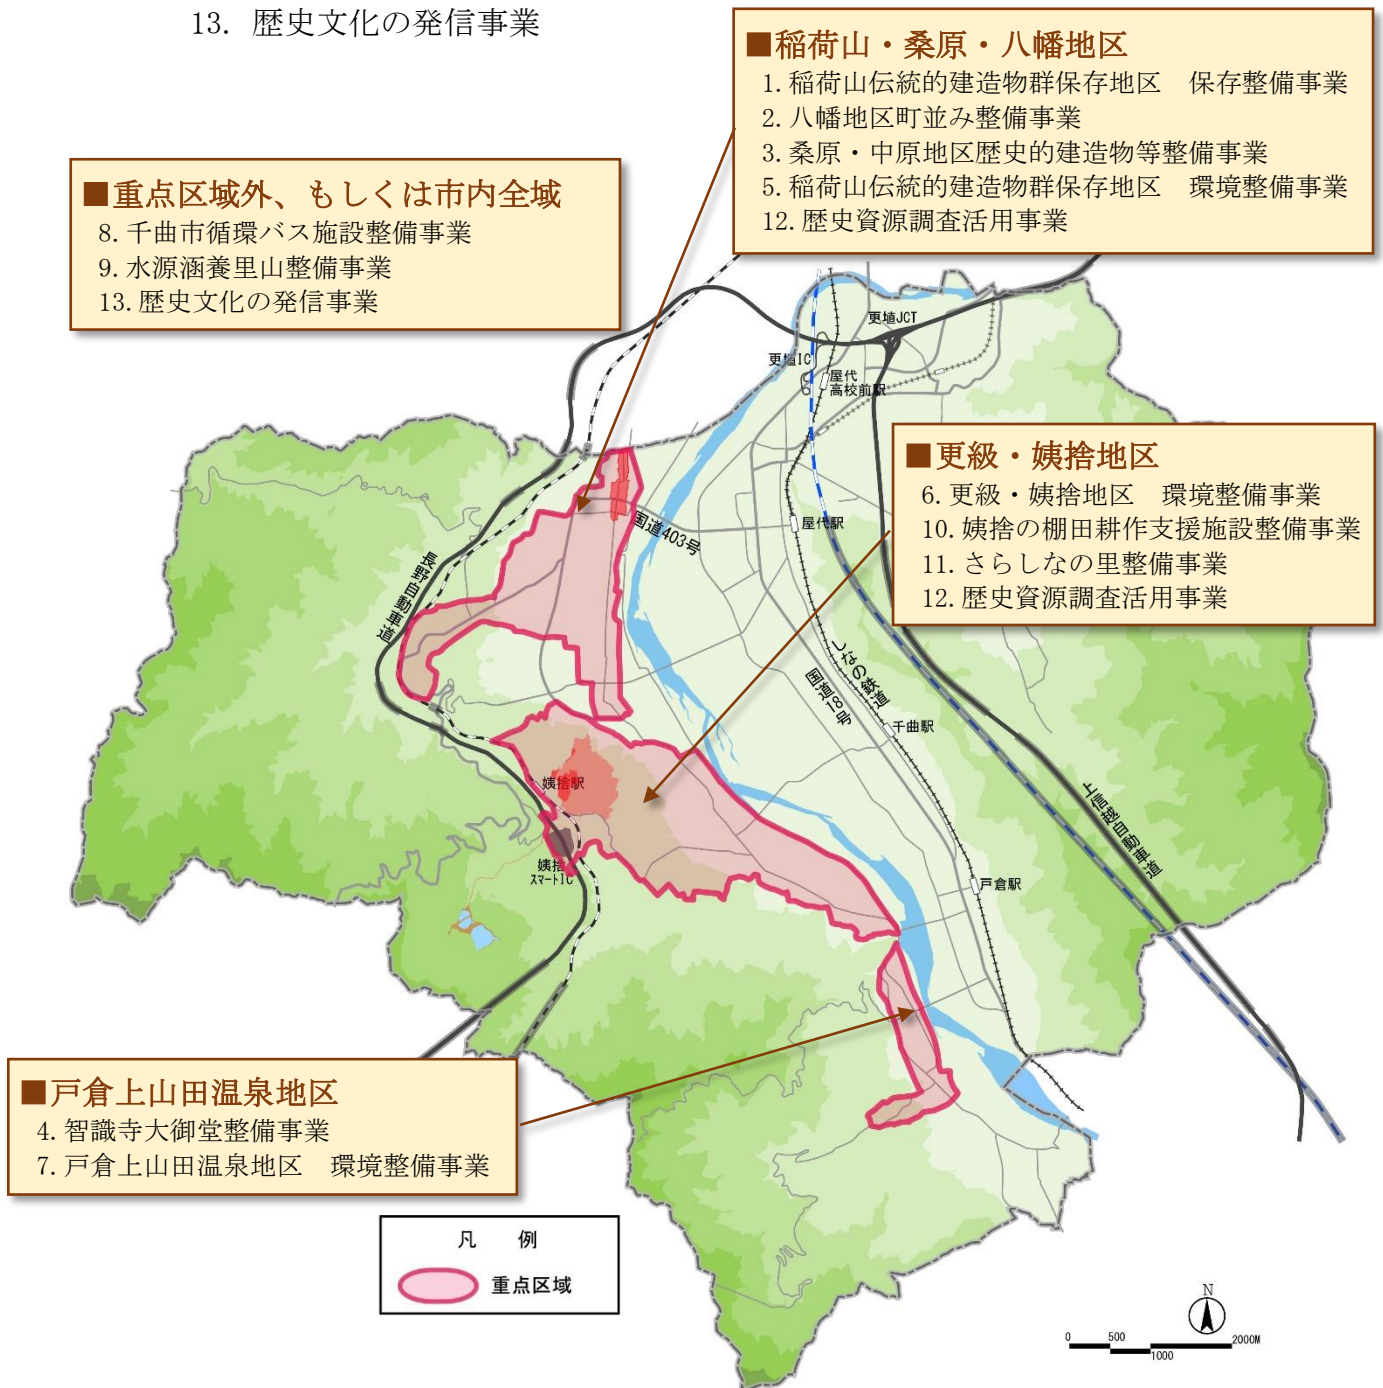 13. 歴史文化の発信事業
■稲荷山・桑原・八幡地区
1. 稲荷山伝統的建造物群保存地区　保存整備事業
2. 八幡地区町並み整備事業
3. 桑原・中原地区歴史的建造物等整備事業
5. 稲荷山伝統的建造物群保存地区　環境整備事業
12. 歴史資源調査活用事業
■重点区域外、もしくは市内全域
8. 千曲市循環バス施設整備事業
9. 水源涵養里山整備事業
13. 歴史文化の発信事業
更埴JCT
更埴IC
屋代
高校前駅
■更級・姨捨地区
6. 更級・姨捨地区　環境整備事業
10. 姨捨の棚田耕作支援施設整備事業
11. さらしなの里整備事業
12. 歴史資源調査活用事業
国道403号
屋代駅
長野自動車道
しなの鉄道
国道18号
千曲駅
姨捨駅
上信越自動車道
姨捨
スマートIC
戸倉駅
■戸倉上山田温泉地区
4. 智識寺大御堂整備事業
7. 戸倉上山田温泉地区　環境整備事業
凡　例
重点区域
N
0 500 2000M
1000